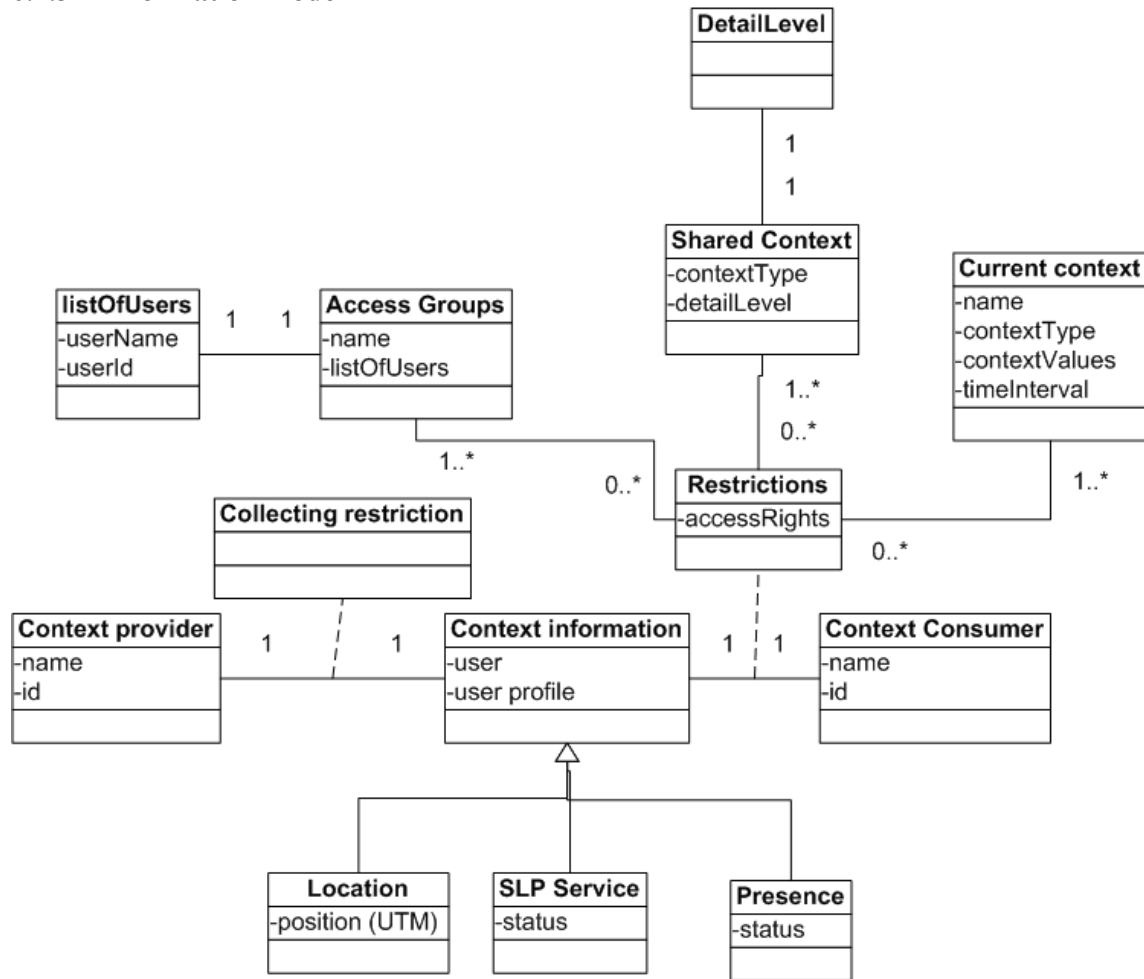 DetailLevel
1
1
Shared Context
-contextType
-detailLevel
Current context
-name
-contextType
-contextValues
-timeInterval
listOfUsers
-userName
-userId
1 1
Access Groups
-name
-listOfUsers
1..*
0..*
1..*
0..*
Restrictions
-accessRights
1..*
0..*
Collecting restriction
Context provider
-name
-id
1 1
Context information
-user
-user profile
1 1
Context Consumer
-name
-id
Location
-position (UTM)
SLP Service
-status
Presence
-status